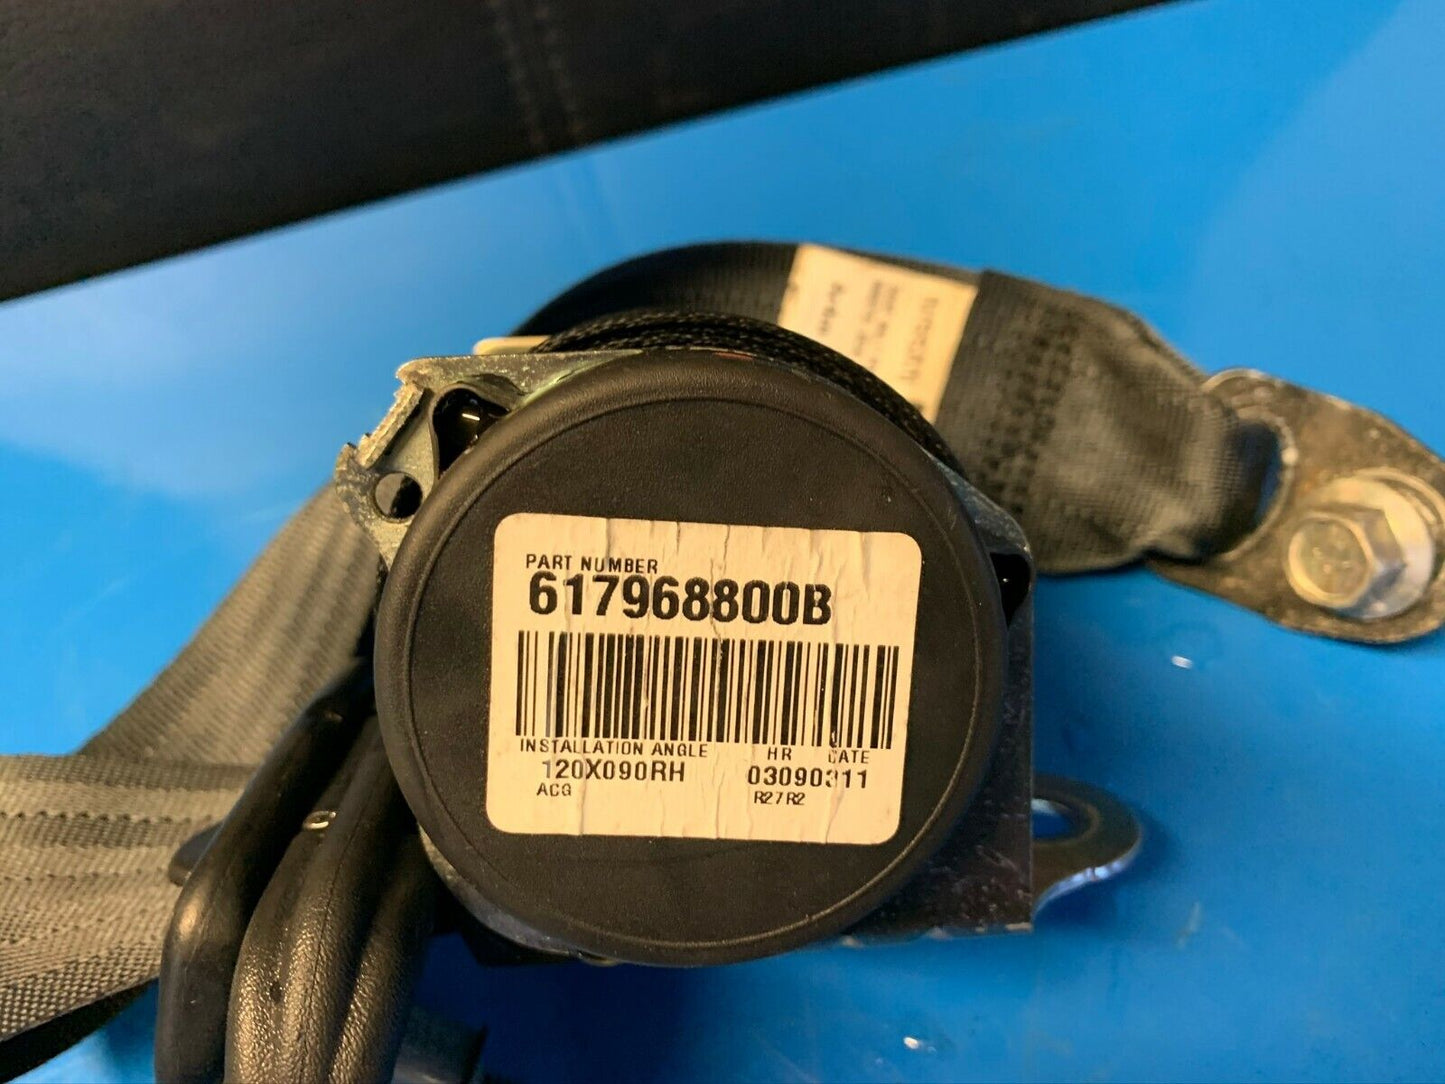 PART NUMBER
617968800B
INSTALLATION ANGLE HR DATE
120X090RH 03090311
ACG R27R2